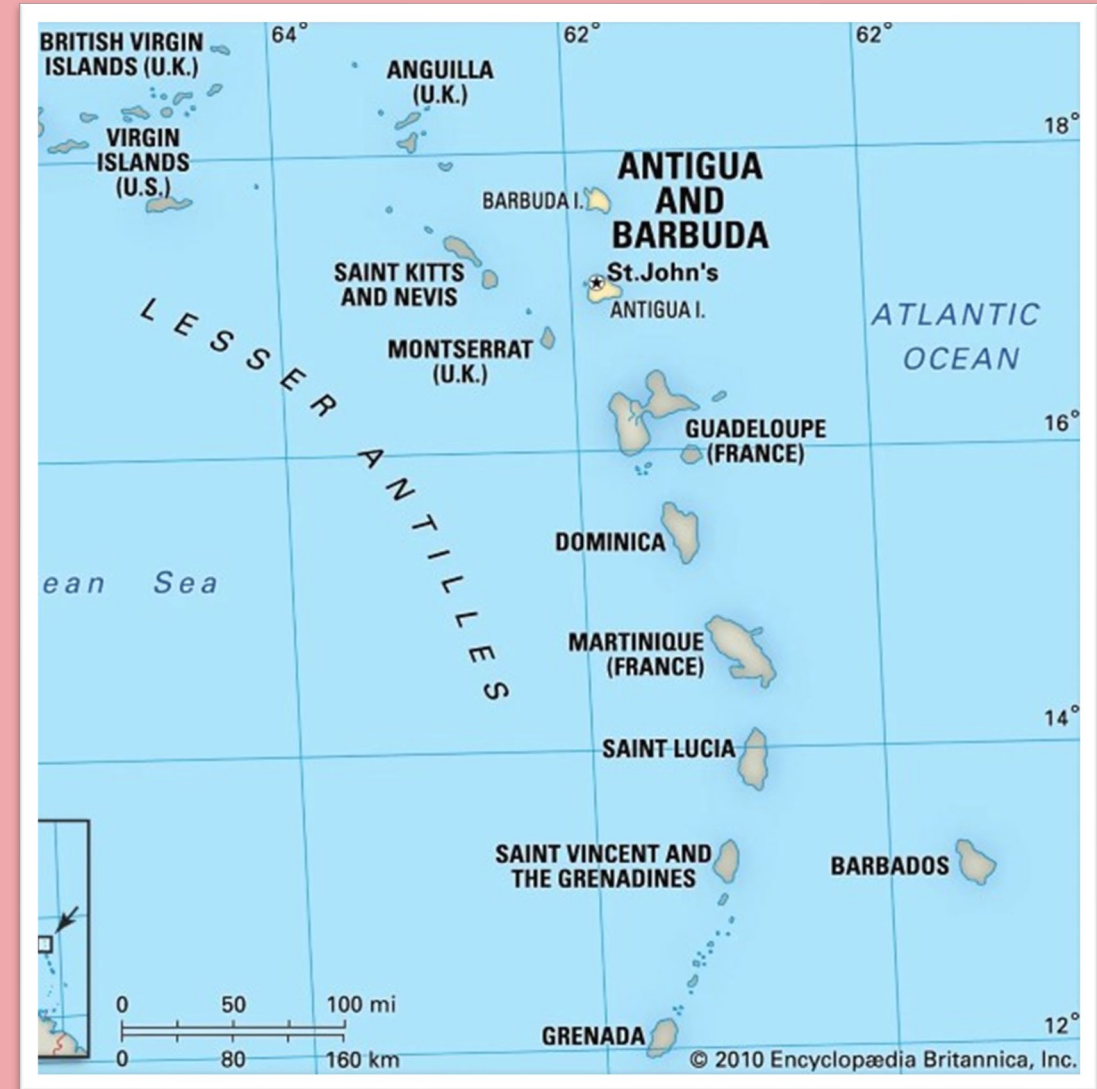 64°
62°
62°
BRITISH VIRGIN
ISLANDS (U.K.)
ANGUILLA
(U.K.)
18°
VIRGIN
ISLANDS
(U.S.)
ANTIGUA
AND
BARBUDA
BARBUDA I.
St. John's
SAINT KITTS
AND NEVIS
ANTIGUA I.
LESSER ANTILLES
ATLANTIC
OCEAN
MONTSERRAT
(U.K.)
16°
GUADELOUPE
(FRANCE)
DOMINICA
ean Sea
MARTINIQUE
(FRANCE)
14°
SAINT LUCIA
SAINT VINCENT AND
THE GRENADINES
BARBADOS
0 50 100 mi
0 80 160 km
12°
GRENADA
© 2010 Encyclopædia Britannica, Inc.